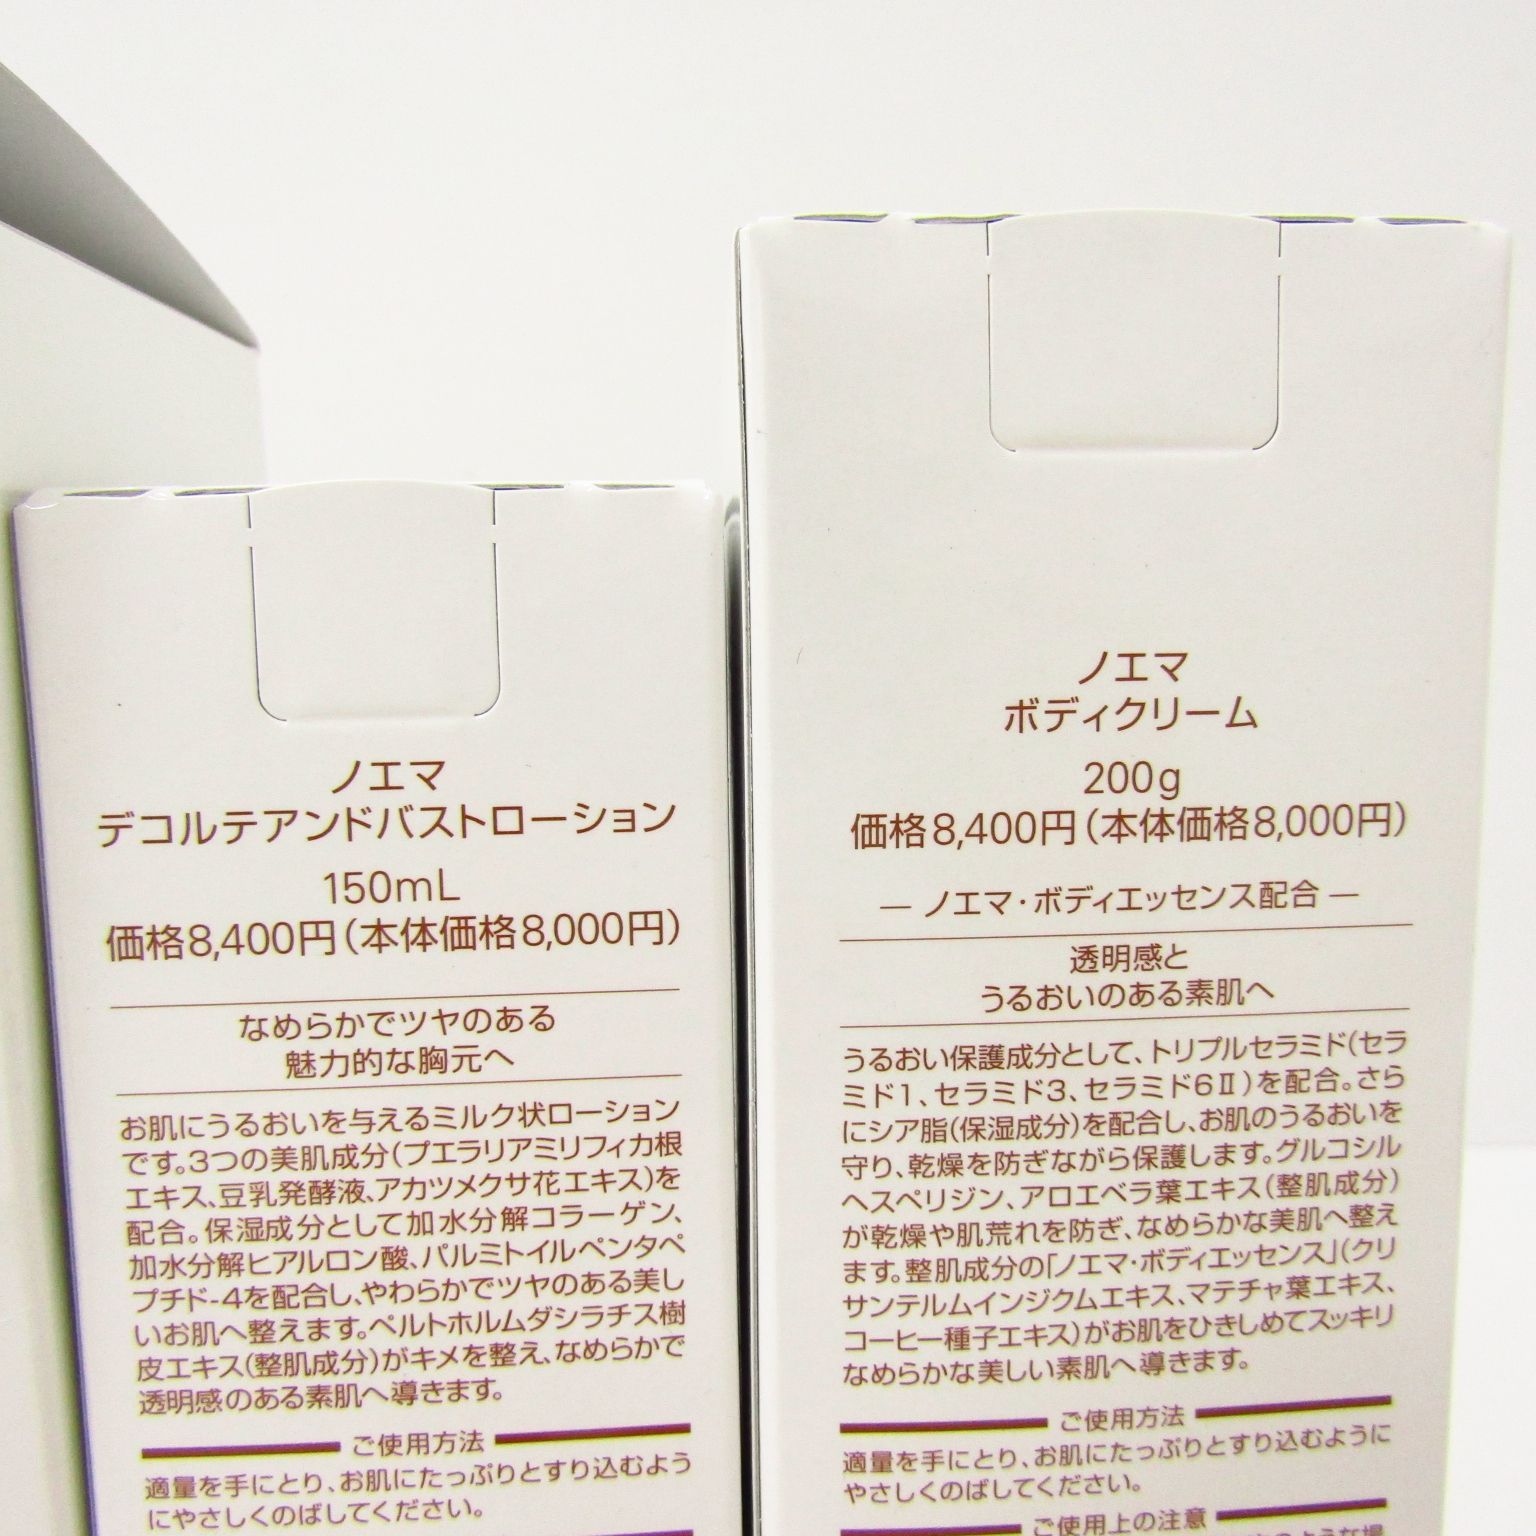 ノエマ
デコルテアンドバストローション
150mL
価格8,400円(本体価格8,000円)
なめらかでツヤのある
魅力的な胸元へ
お肌にうるおいを与えるミルク状ローション
です。3つの美肌成分(プエラリアミリフィカ根
エキス、豆乳発酵液、アカツメクサ花エキス)を
配合。保湿成分として加水分解コラーゲン、
加水分解ヒアルロン酸、パルミトイルペンタペ
プチド-4を配合し、やわらかでツヤのある美し
いお肌へ整えます。ペルトホルムダシラチス樹
皮エキス(整肌成分)がキメを整え、なめらかで
透明感のある素肌へ導きます。
ご使用方法
適量を手にとり、お肌にたっぷりとすり込むよう
にやさしくのばしてください。
ノエマ
ボディクリーム
200g
価格8,400円(本体価格8,000円)
— ノエマ・ボディエッセンス配合 —
透明感と
うるおいのある素肌へ
うるおい保護成分として、トリプルセラミド(セラ
ミド1、セラミド3、セラミド6Ⅱ)を配合。さら
にシア脂(保湿成分)を配合し、お肌のうるおいを
守り、乾燥を防ぎながら保護します。グルコシル
ヘスペリジン、アロエベラ葉エキス(整肌成分)
が乾燥や肌荒れを防ぎ、なめらかな美肌へ整え
ます。整肌成分の「ノエマ・ボディエッセンス」(クリ
サンテルムインジクムエキス、マテチャ葉エキス、
コーヒー種子エキス)がお肌をひきしめてスッキリ
なめらかな美しい素肌へ導きます。
ご使用方法
適量を手にとり、お肌にたっぷりとすり込むように
やさしくのばしてください。
ご使用上の注意